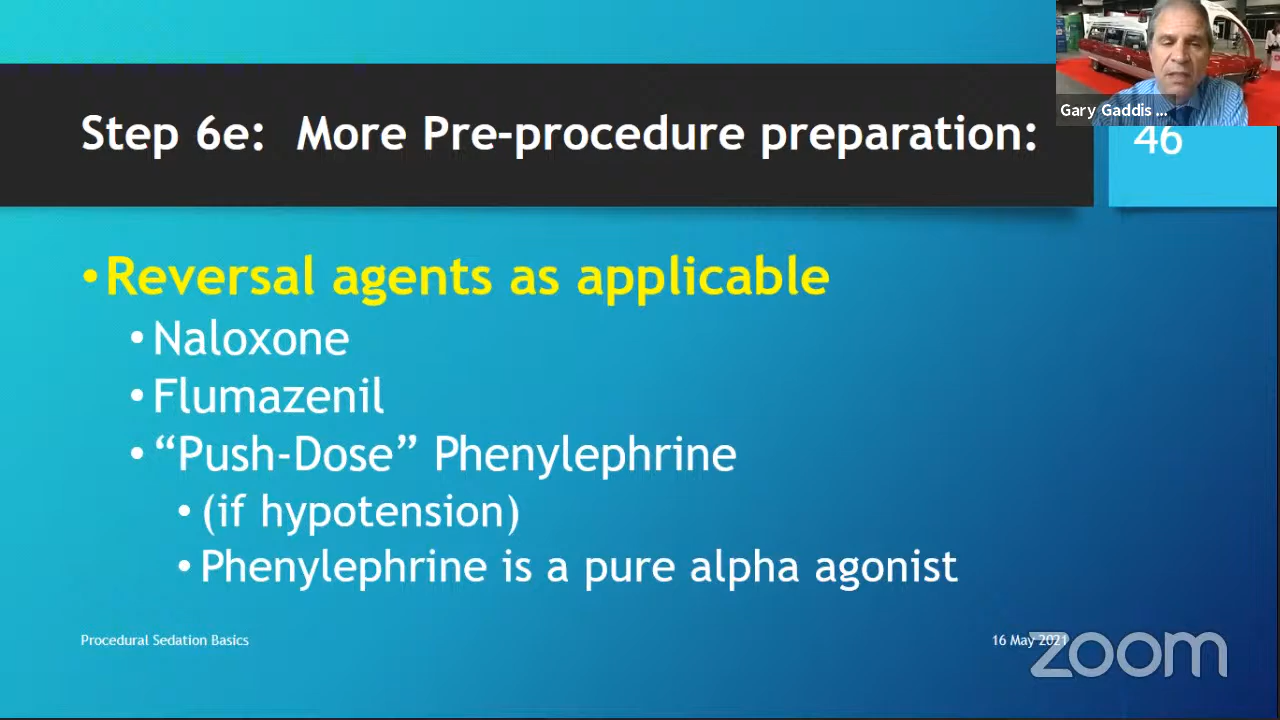 Gary Gaddis ...
Step 6e:  More Pre-procedure preparation:
46
•Reversal agents as applicable
•Naloxone
•Flumazenil
•“Push-Dose” Phenylephrine
•(if hypotension)
•Phenylephrine is a pure alpha agonist
Procedural Sedation Basics
16 May 2021
zoom